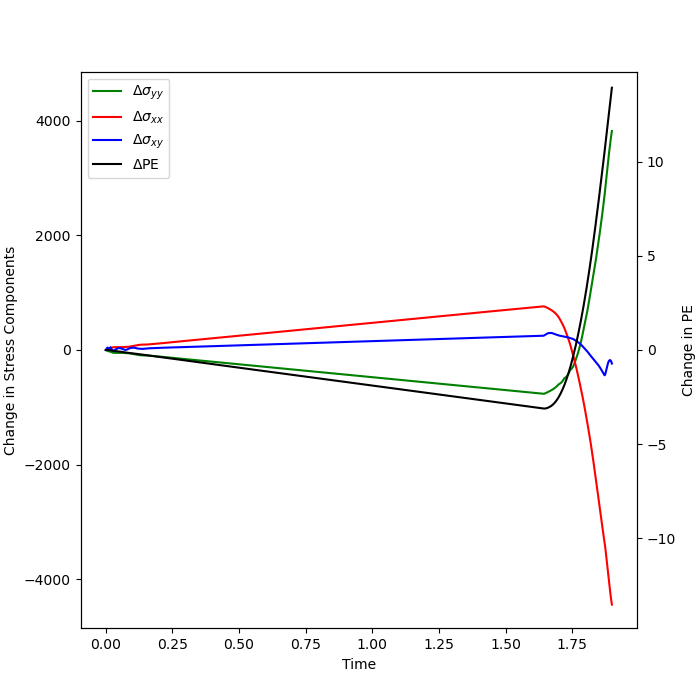 Δσyy
Δσxx
Δσxy
ΔPE
Change in Stress Components
4000
2000
0
−2000
−4000
10
5
0
−5
−10
Change in PE
0.00 0.25 0.50 0.75 1.00 1.25 1.50 1.75
Time